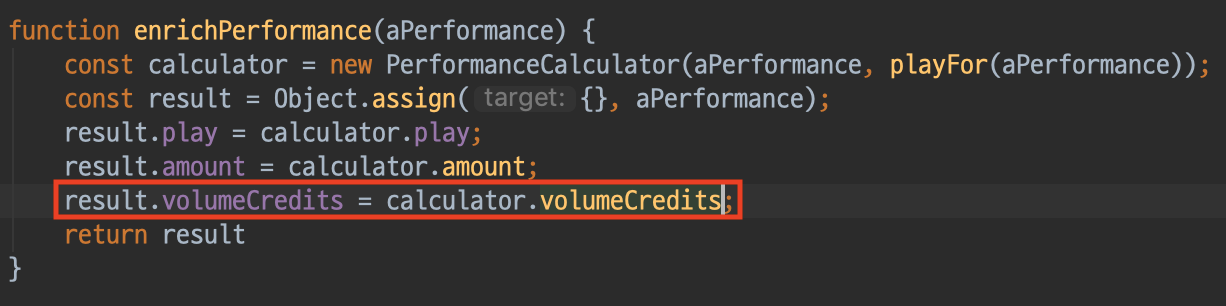 function enrichPerformance(aPerformance) {
    const calculator = new PerformanceCalculator(aPerformance, playFor(aPerformance));
    const result = Object.assign( target: {}, aPerformance);
    result.play = calculator.play;
    result.amount = calculator.amount;
    result.volumeCredits = calculator.volumeCredits;
    return result
}